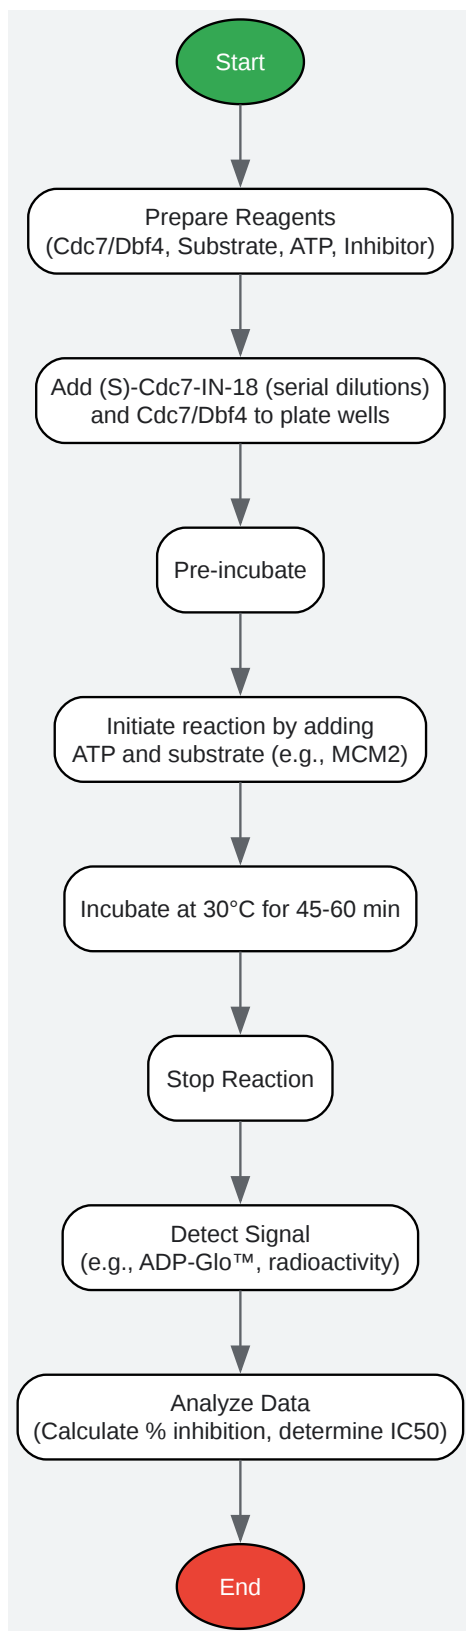 Start
Prepare Reagents
(Cdc7/Dbf4, Substrate, ATP, Inhibitor)
Add (S)-Cdc7-IN-18 (serial dilutions)
and Cdc7/Dbf4 to plate wells
Pre-incubate
Initiate reaction by adding
ATP and substrate (e.g., MCM2)
Incubate at 30°C for 45-60 min
Stop Reaction
Detect Signal
(e.g., ADP-Glo™, radioactivity)
Analyze Data
(Calculate % inhibition, determine IC50)
End